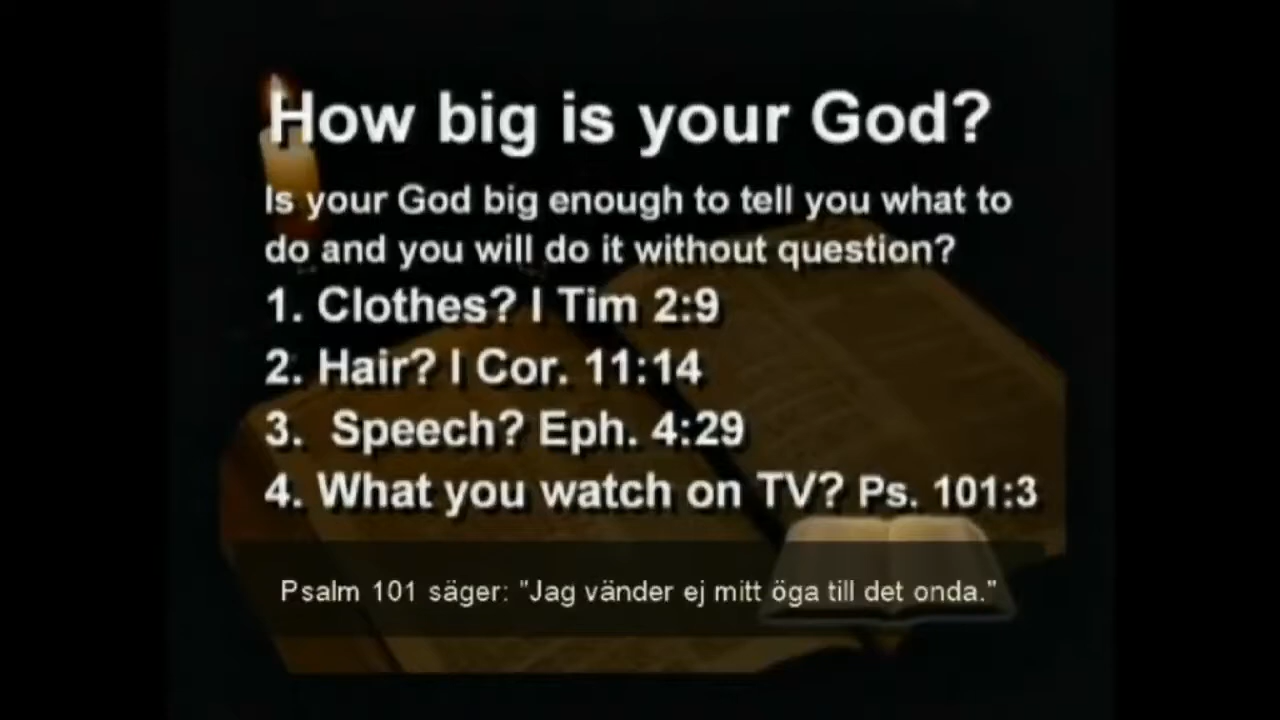 How big is your God?
Is your God big enough to tell you what to
do and you will do it without question?
1. Clothes? I Tim 2:9
2. Hair? I Cor. 11:14
3. Speech? Eph. 4:29
4. What you watch on TV? Ps. 101:3
Psalm 101 säger: "Jag vänder ej mitt öga till det onda."